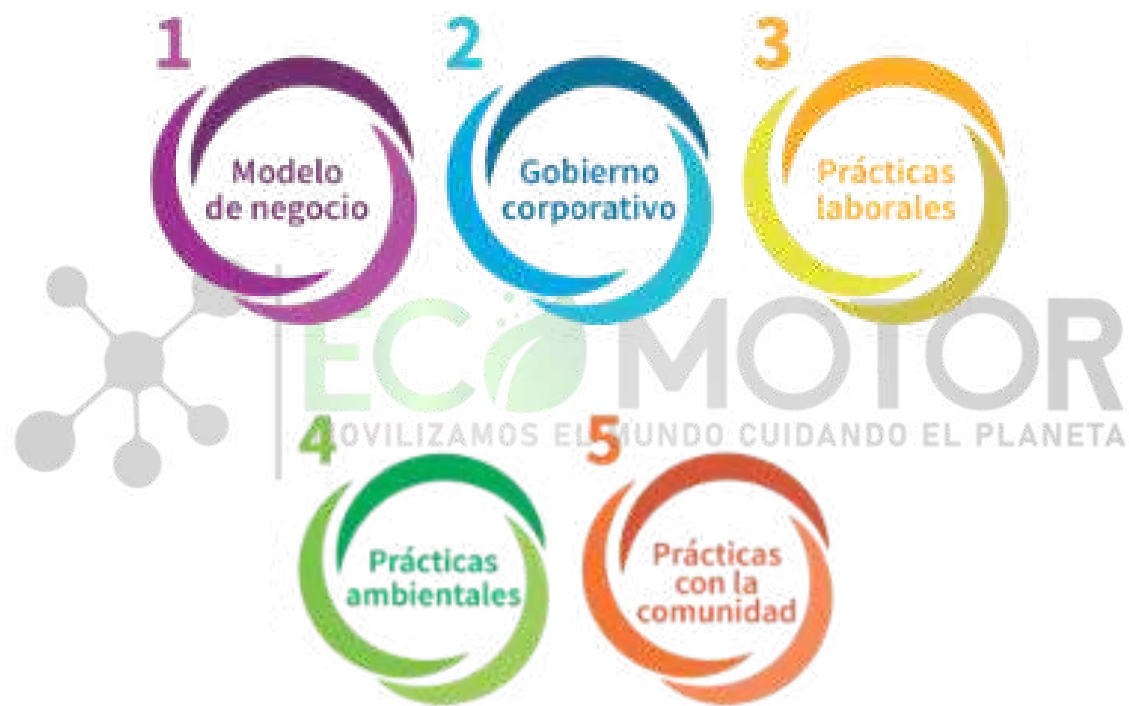 1
Modelo
de negocio
2
Gobierno
corporativo
3
Prácticas
laborales
ECOMOTOR
MOVILIZAMOS EL MUNDO CUIDANDO EL PLANETA
4
Prácticas
ambientales
5
Prácticas
con la
comunidad